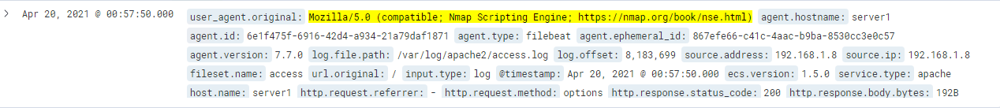 Apr 20, 2021 @ 00:57:50.000 user_agent.original: Mozilla/5.0 (compatible; Nmap Scripting Engine; https://nmap.org/book/nse.html) agent.hostname: server1
agent.id: 6e1f475f-6916-42d4-a934-21a79daf1871 agent.type: filebeat agent.ephemeral_id: 867efe66-c41c-4aac-b9ba-8530cc3e0c57
agent.version: 7.7.0 log.file.path: /var/log/apache2/access.log log.offset: 8,183,699 source.address: 192.168.1.8 source.ip: 192.168.1.8
fileset.name: access url.original: / input.type: log @timestamp: Apr 20, 2021 @ 00:57:50.000 ecs.version: 1.5.0 service.type: apache
host.name: server1 http.request.referrer: - http.request.method: options http.response.status_code: 200 http.response.body.bytes: 192B